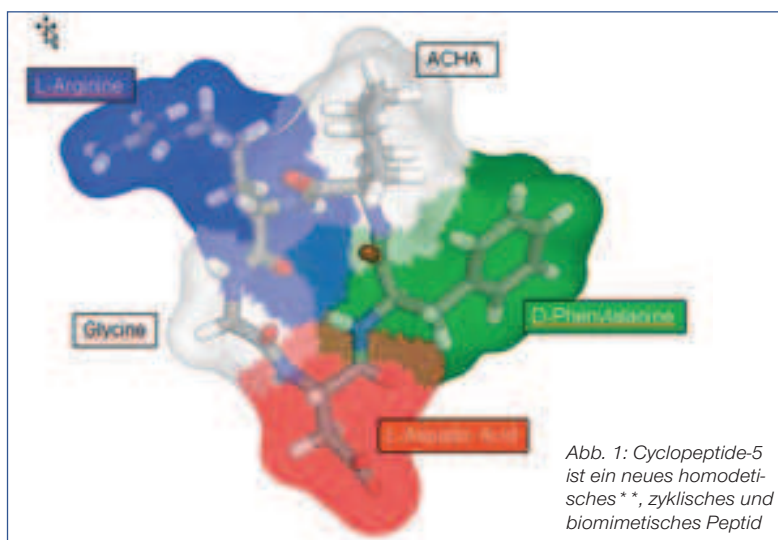 ACHA
L-Arginine
Glycine
D-Phenylalanine
L-Aspartic Acid
Abb. 1: Cyclopeptide-5
ist ein neues homodeti-
sches**, zyklisches und
biomimetisches Peptid